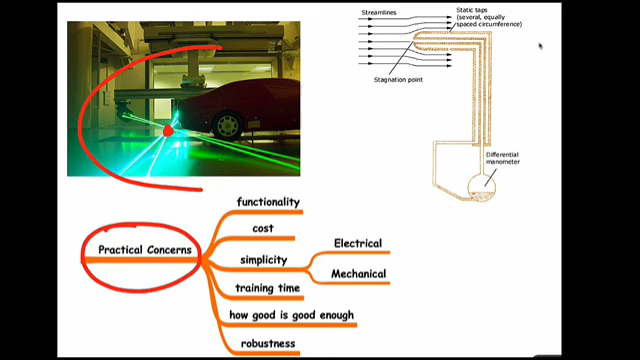 Streamlines
Static taps
(several, equally
spaced circumference)
Stagnation point
Differential
manometer
Practical Concerns
functionality
cost
simplicity
Electrical
Mechanical
training time
how good is good enough
robustness